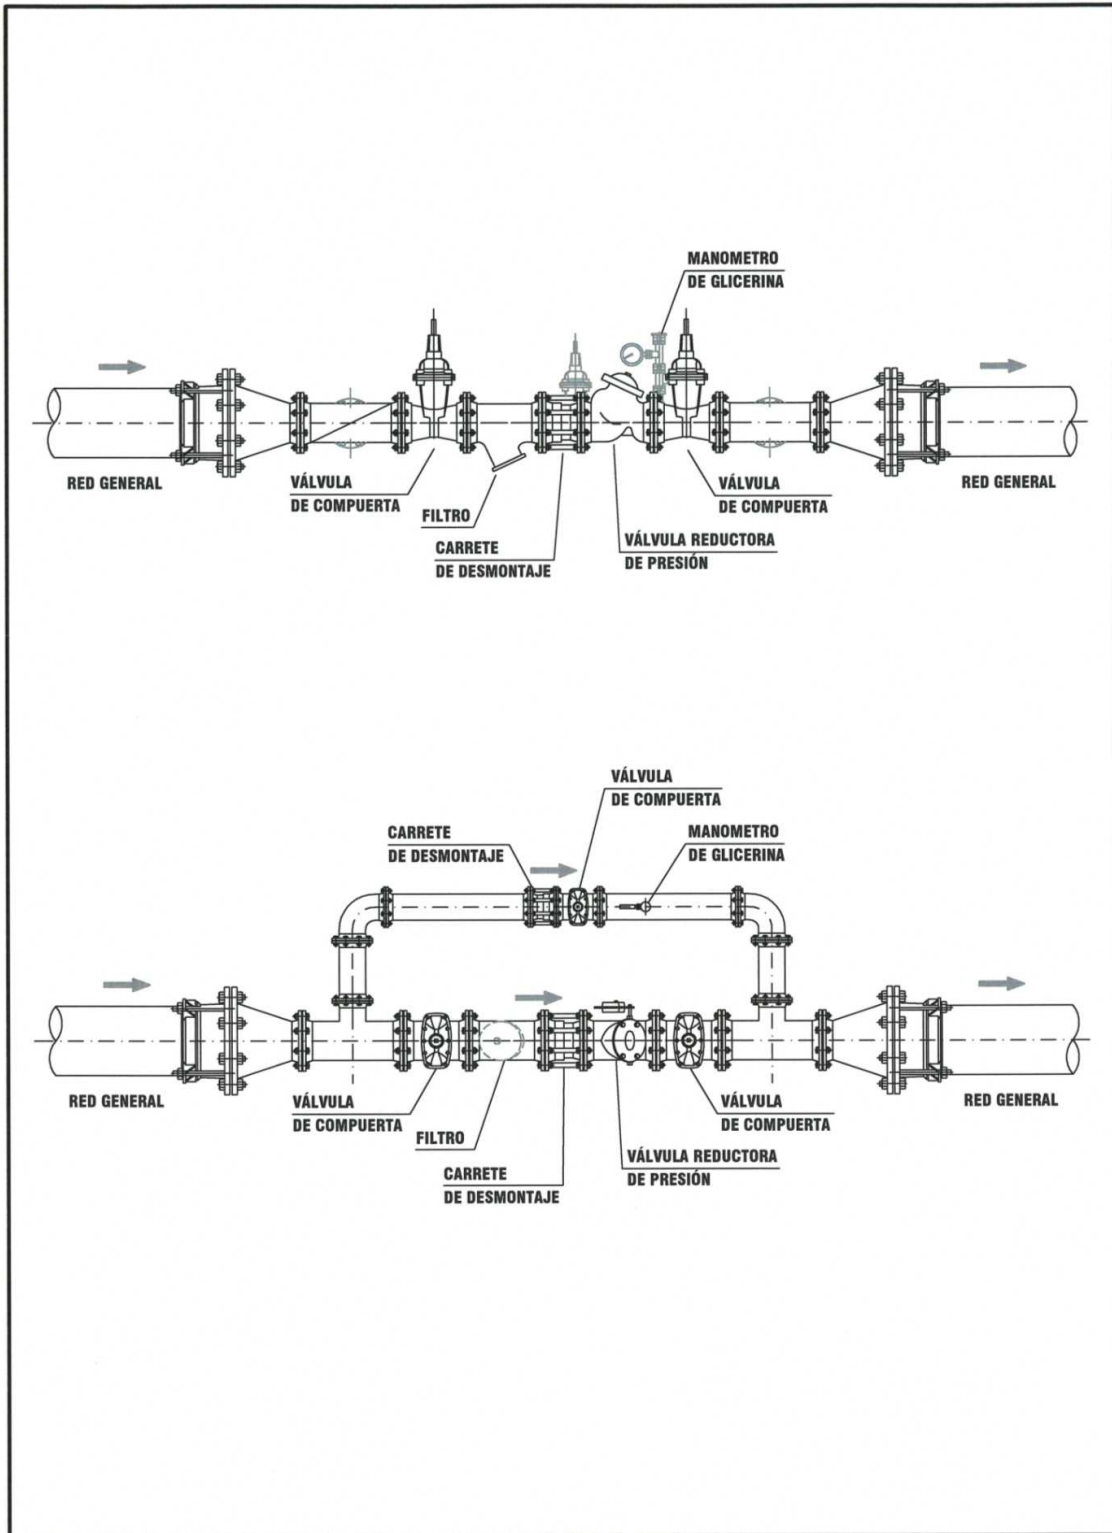 MANOMETRO
DE GLICERINA
RED GENERAL
VÁLVULA
DE COMPUERTA
FILTRO
CARRETE
DE DESMONTAJE
VÁLVULA REDUCTORA
DE PRESIÓN
VÁLVULA
DE COMPUERTA
RED GENERAL
VÁLVULA
DE COMPUERTA
CARRETE
DE DESMONTAJE
MANOMETRO
DE GLICERINA
RED GENERAL
VÁLVULA
DE COMPUERTA
FILTRO
CARRETE
DE DESMONTAJE
VÁLVULA REDUCTORA
DE PRESIÓN
VÁLVULA
DE COMPUERTA
RED GENERAL